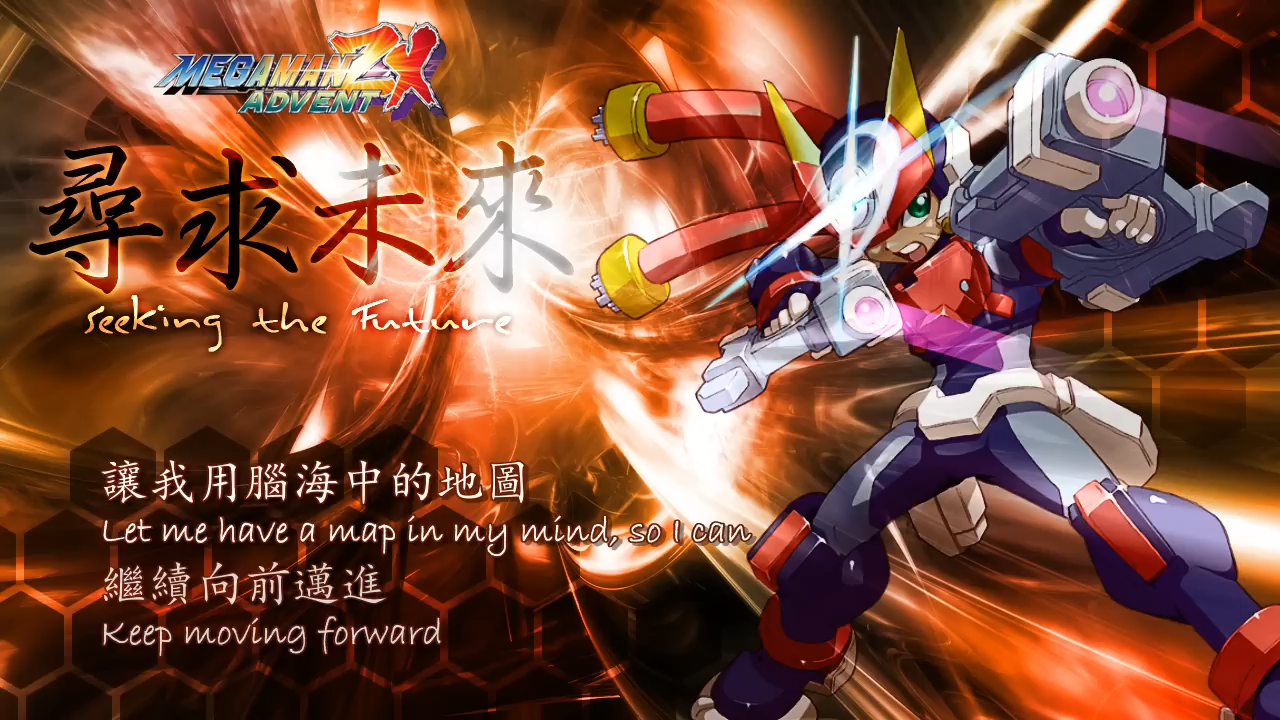 MEGAMAN ZX
ADVENT
尋求未來
Seeking the Future
讓我用腦海中的地圖
Let me have a map in my mind, so I can
繼續向前邁進
Keep moving forward